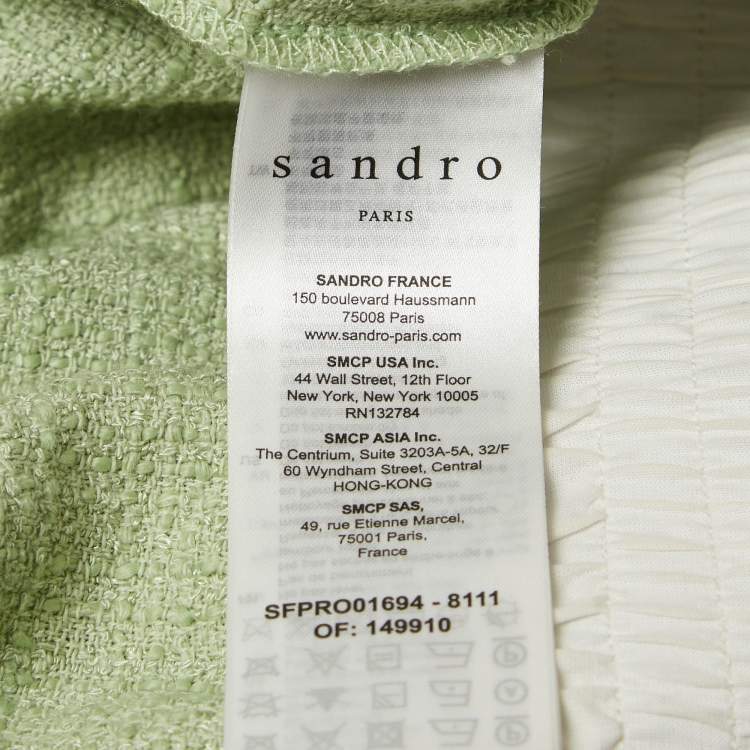 sandro
PARIS
SANDRO FRANCE
150 boulevard Haussmann
75008 Paris
www.sandro-paris.com
SMCP USA Inc.
44 Wall Street, 12th Floor
New York, New York 10005
RN132784
SMCP ASIA Inc.
The Centrium, Suite 3203A-5A, 32/F
60 Wyndham Street, Central
HONG-KONG
SMCP SAS,
49, rue Etienne Marcel,
75001 Paris,
France
SFPRO01694 - 8111
OF: 149910